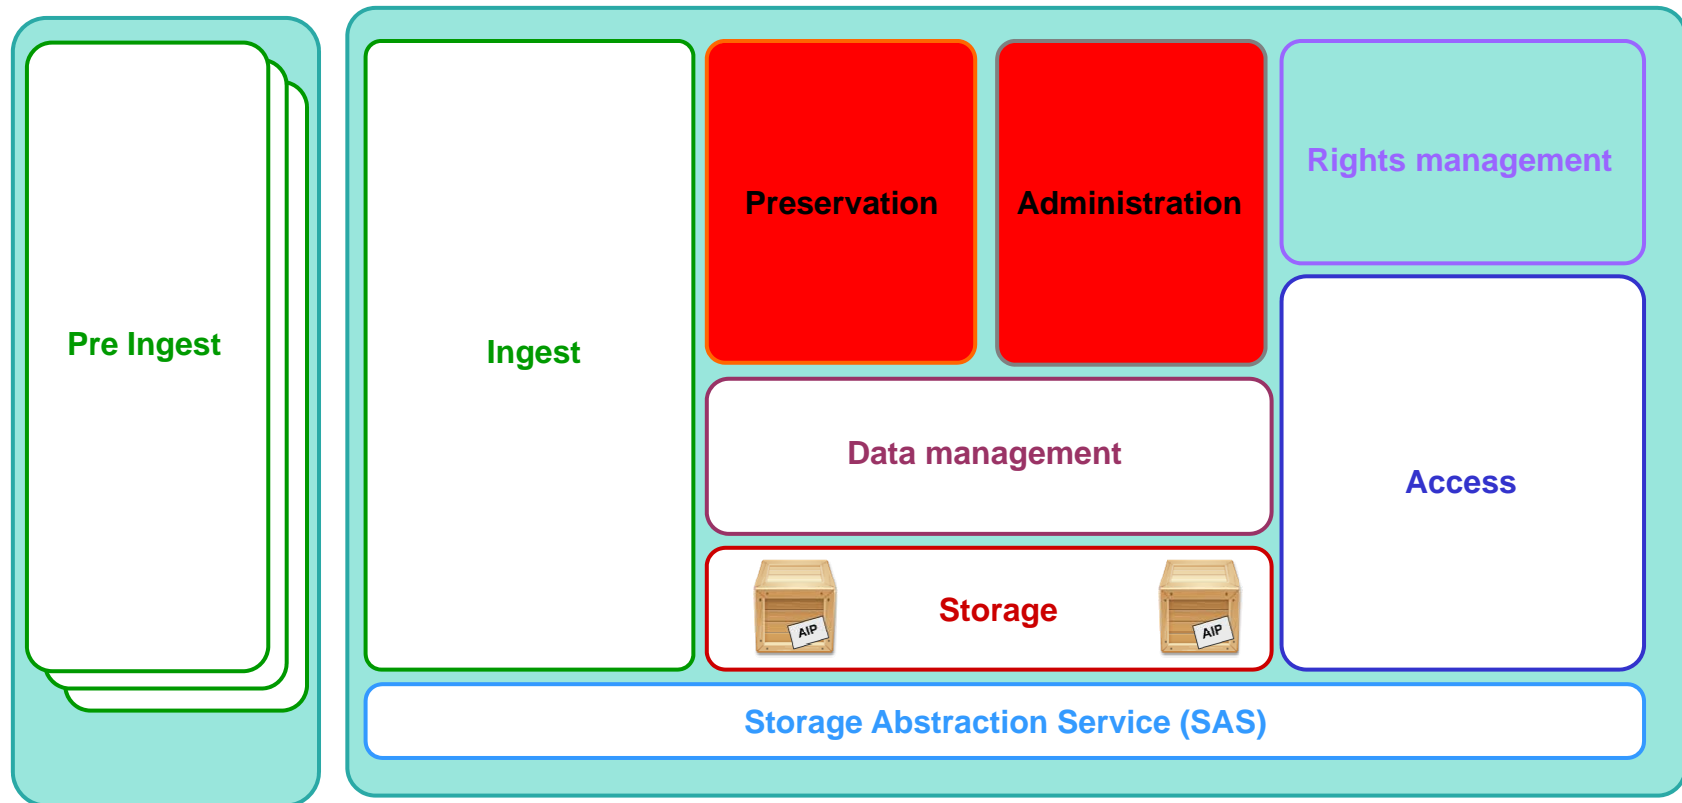 Pre Ingest
Ingest
Preservation
Administration
Rights management
Data management
Access
AIP
Storage
AIP
Storage Abstraction Service (SAS)